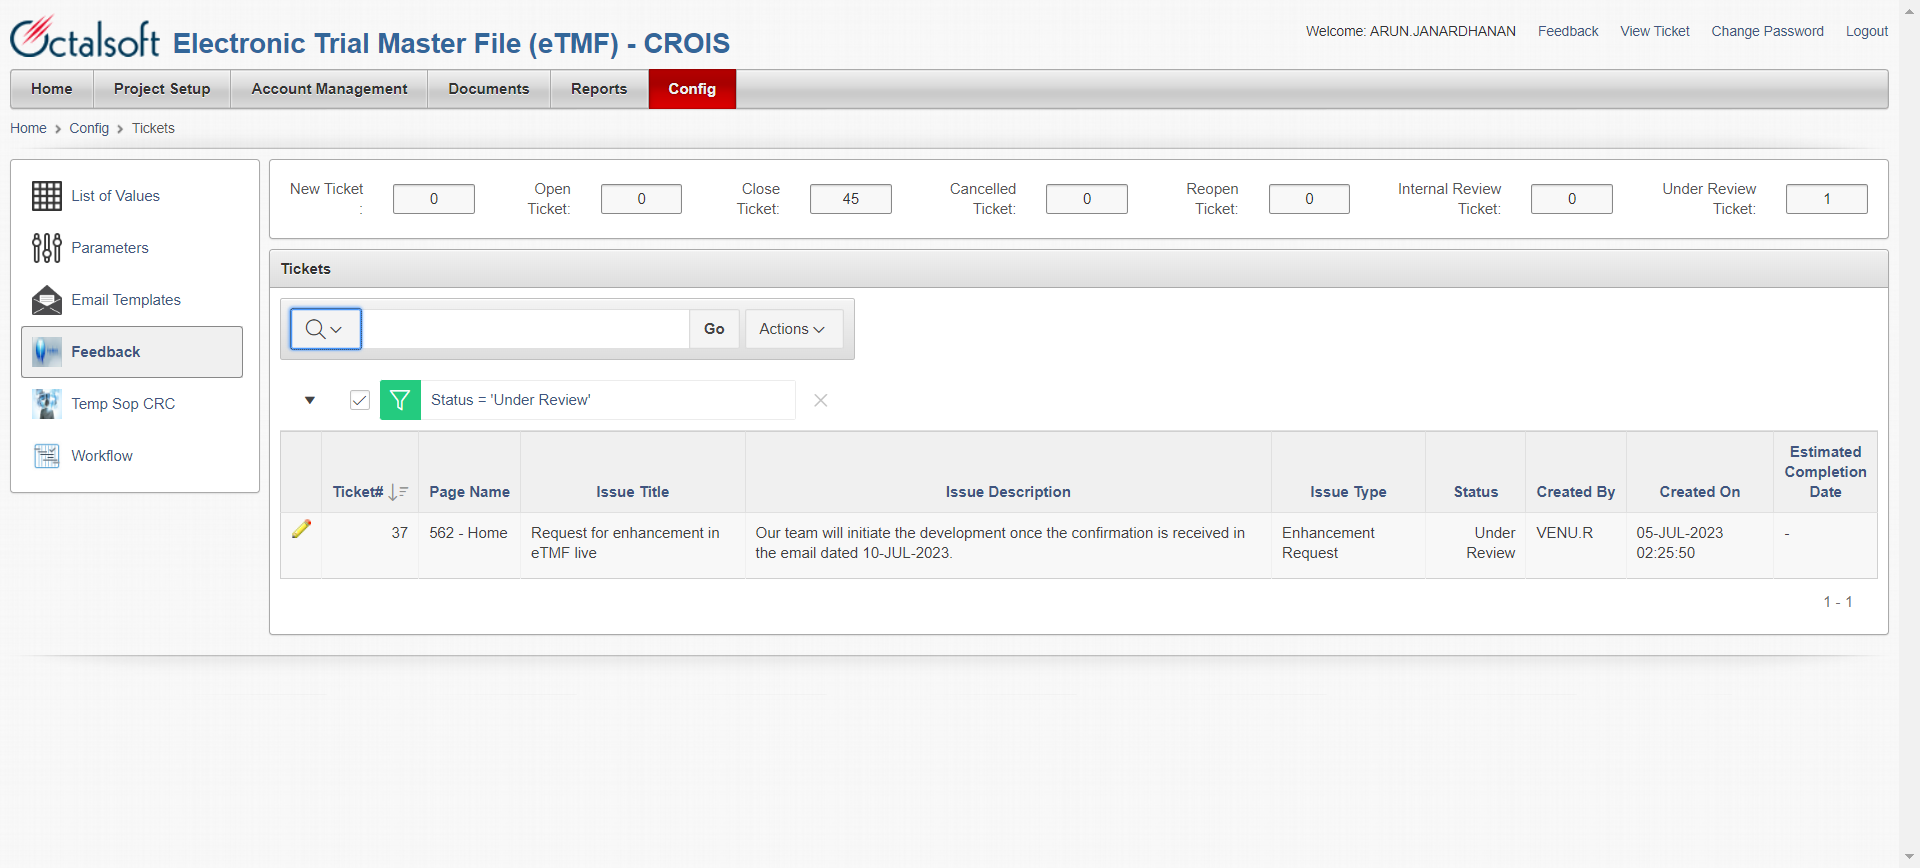 Octalsoft Electronic Trial Master File (eTMF) - CROIS
Welcome: ARUN.JANARDHANAN Feedback View Ticket Change Password Logout
Home Project Setup Account Management Documents Reports Config
Home > Config > Tickets
List of Values
Parameters
Email Templates
Feedback
Temp Sop CRC
Workflow
New Ticket
:
0
Open
Ticket:
0
Close
Ticket:
45
Cancelled
Ticket:
0
Reopen
Ticket:
0
Internal Review
Ticket:
0
Under Review
Ticket:
1
Tickets
Go Actions
Status = 'Under Review'
Ticket# Page Name Issue Title Issue Description Issue Type Status Created By Created On
Estimated
Completion
Date
37 562 - Home
Request for enhancement in
eTMF live
Our team will initiate the development once the confirmation is received in
the email dated 10-JUL-2023.
Enhancement
Request
Under
Review
VENU.R
05-JUL-2023
02:25:50
-
1 - 1